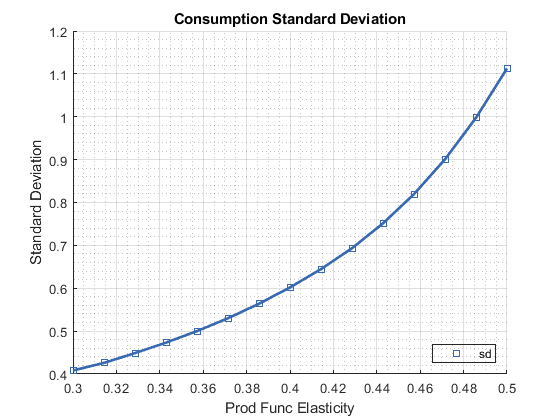 Consumption Standard Deviation
1.2
1.1
1
0.9
0.8
0.7
0.6
0.5
0.4
Standard Deviation
sd
0.3 0.32 0.34 0.36 0.38 0.4 0.42 0.44 0.46 0.48 0.5
Prod Func Elasticity